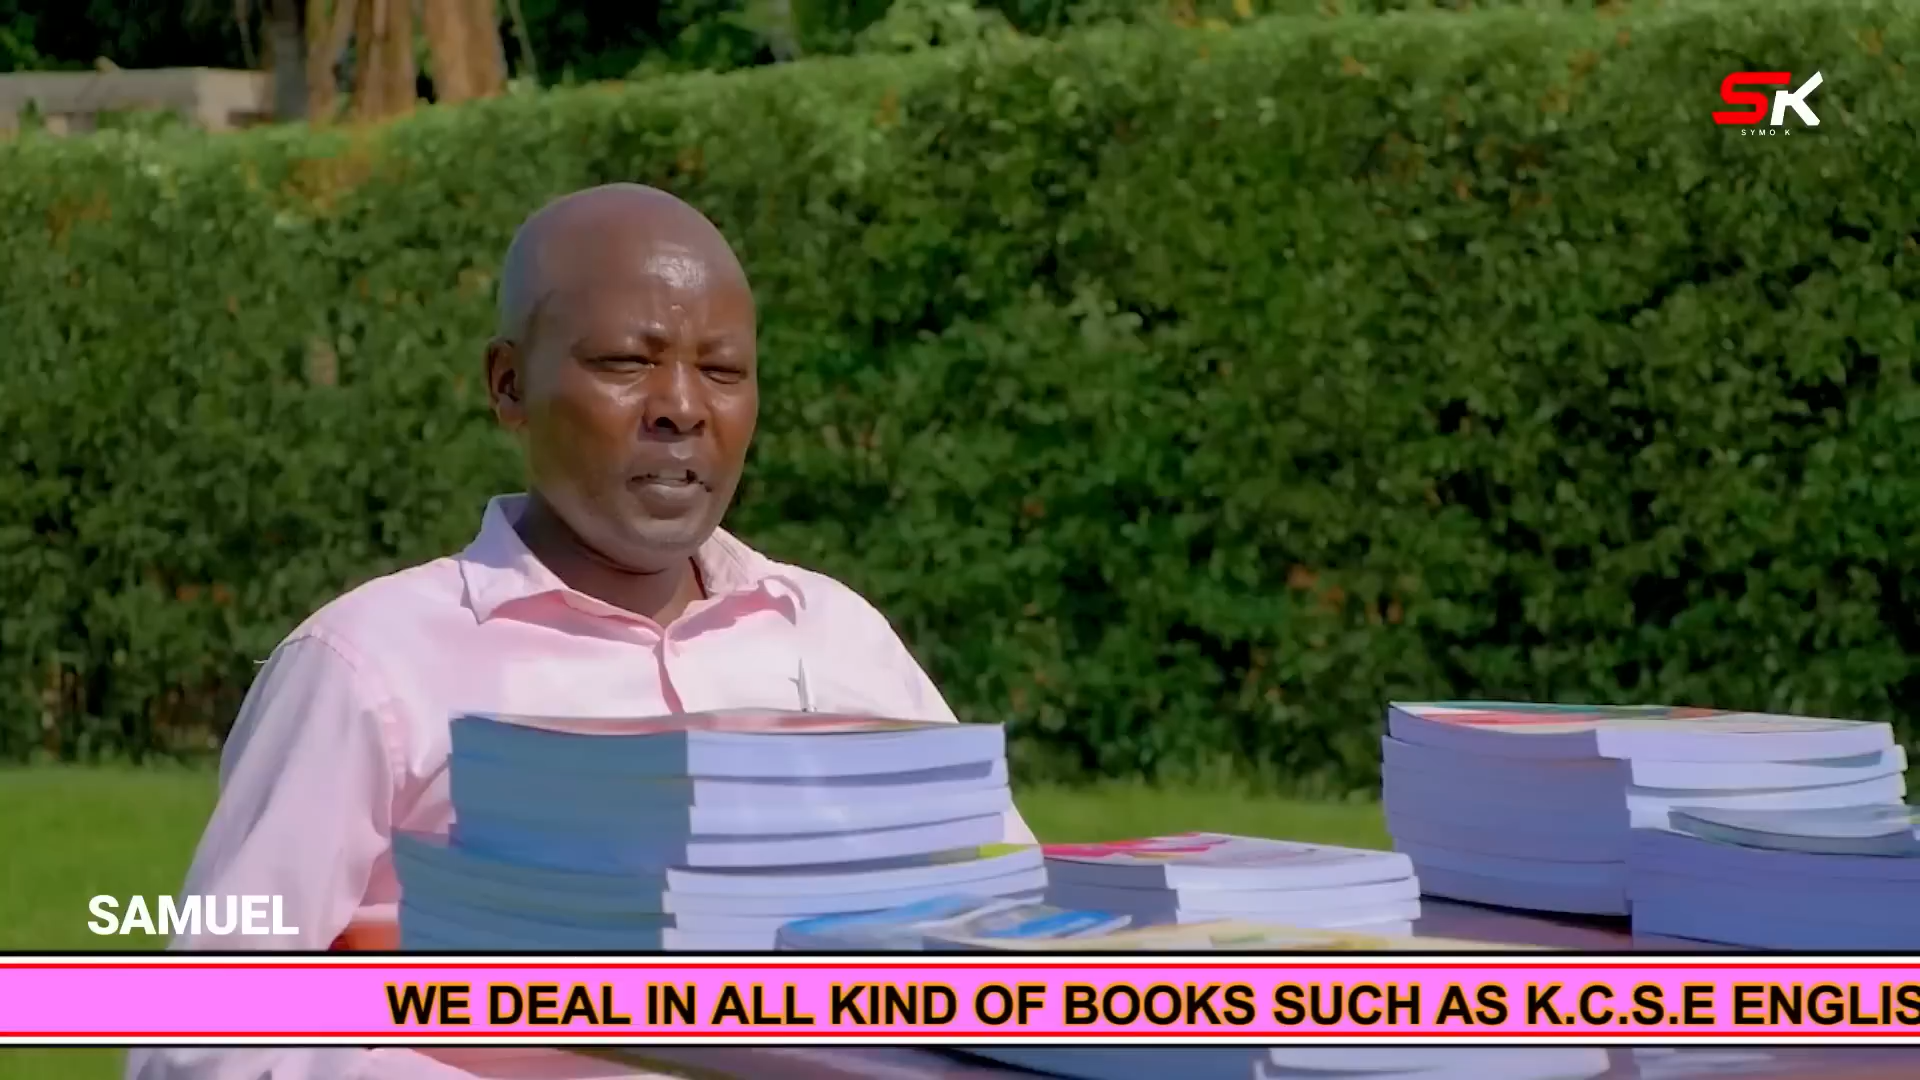 SK
SYMO K
SAMUEL
WE DEAL IN ALL KIND OF BOOKS SUCH AS K.C.S.E ENGLIS